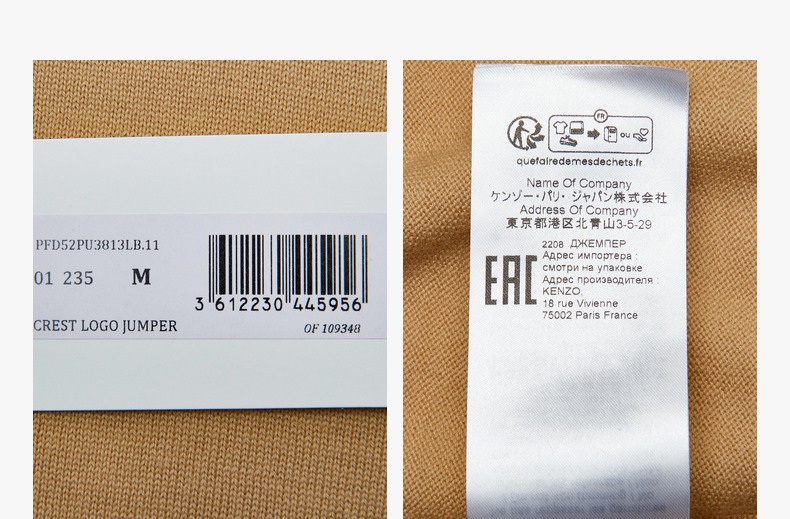 PFD52PU3813LB.11
01 235 M
3 612230 445956
CREST LOGO JUMPER
OF 109348
FR
ou
quefairedemesdechets.fr
Name Of Company
ケンゾー・パリ・ジャパン株式会社
Address Of Company
東京都港区北青山3-5-29
2208 ДЖЕМПЕР
Адрес импортера :
смотри на упаковке
Адрес производителя :
KENZO,
18 rue Vivienne
75002 Paris France
EAC